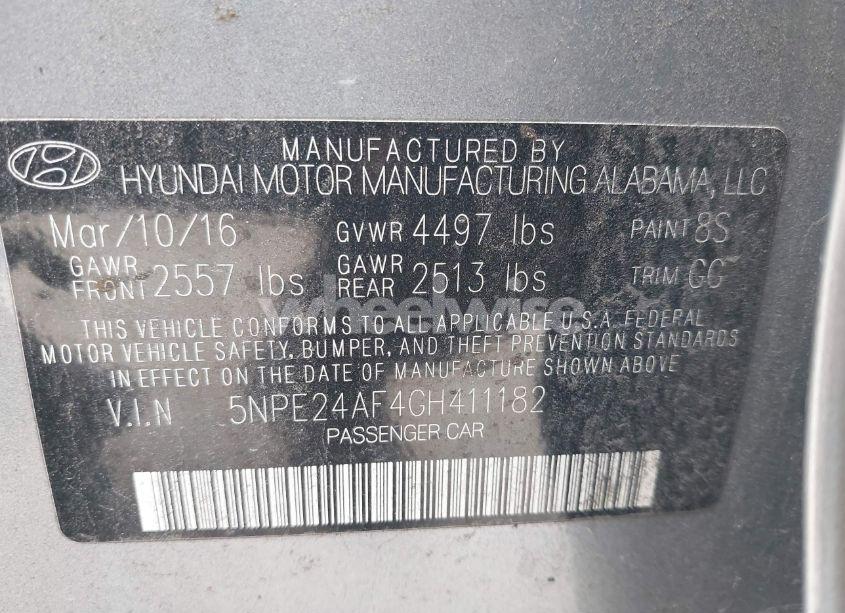 MANUFACTURED BY
HYUNDAI MOTOR MANUFACTURING ALABAMA, LLC
Mar/10/16 GVWR 4497 lbs PAINT 8S
GAWR FRONT 2557 lbs GAWR REAR 2513 lbs TRIM GC
wheelwise
THIS VEHICLE CONFORMS TO ALL APPLICABLE U.S.A. FEDERAL
MOTOR VEHICLE SAFETY, BUMPER, AND THEFT PREVENTION STANDARDS
IN EFFECT ON THE DATE OF MANUFACTURE SHOWN ABOVE
V.I.N 5NPE24AF4GH411182
PASSENGER CAR